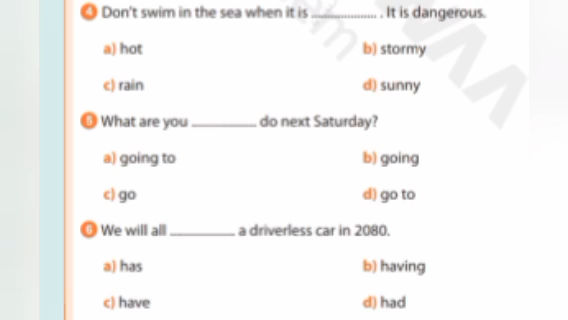 4 Don't swim in the sea when it is ............... . It is dangerous.
a) hot b) stormy
c) rain d) sunny
5 What are you ............... do next Saturday?
a) going to b) going
c) go d) go to
6 We will all ............... a driverless car in 2080.
a) has b) having
c) have d) had